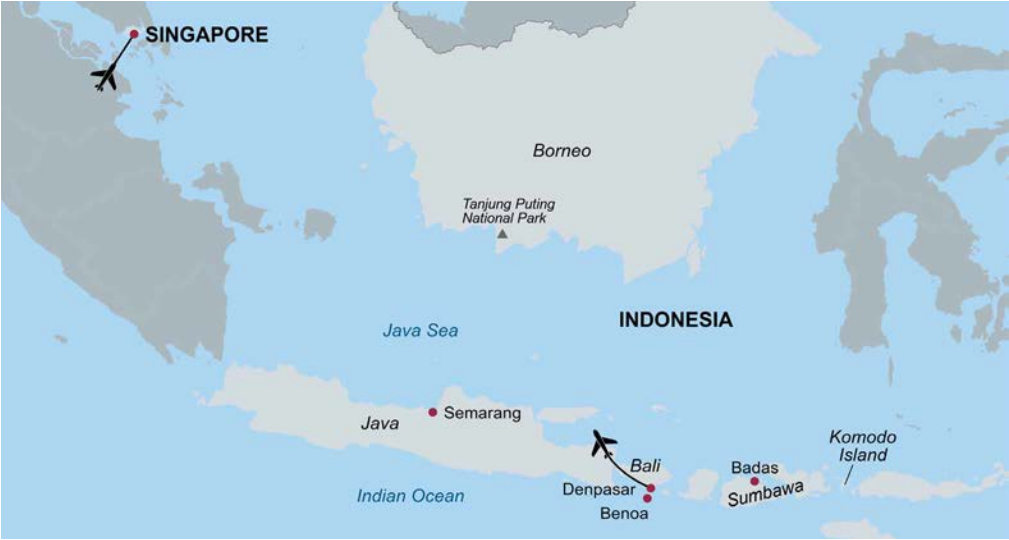 SINGAPORE
Borneo
Tanjung Puting
National Park
INDONESIA
Java Sea
Semarang
Java
Komodo
Island
Bali
Badas
Denpasar
Sumbawa
Indian Ocean
Benoa